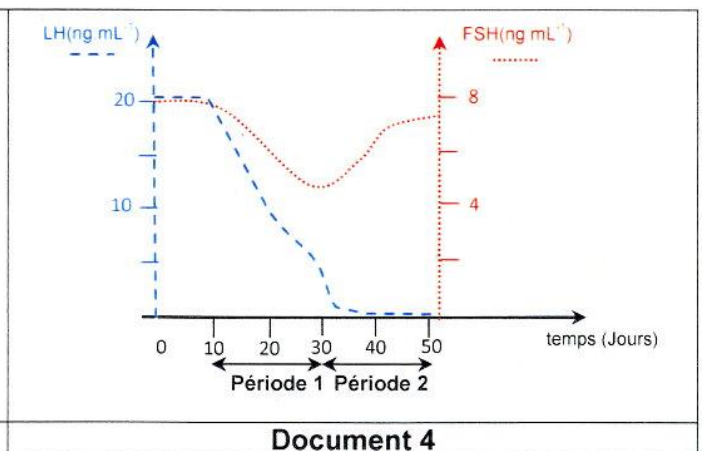 LH(ng mL⁻¹) FSH(ng mL⁻¹)
20 8
10 4
0 10 20 30 40 50 temps (Jours)
Période 1 Période 2
Document 4